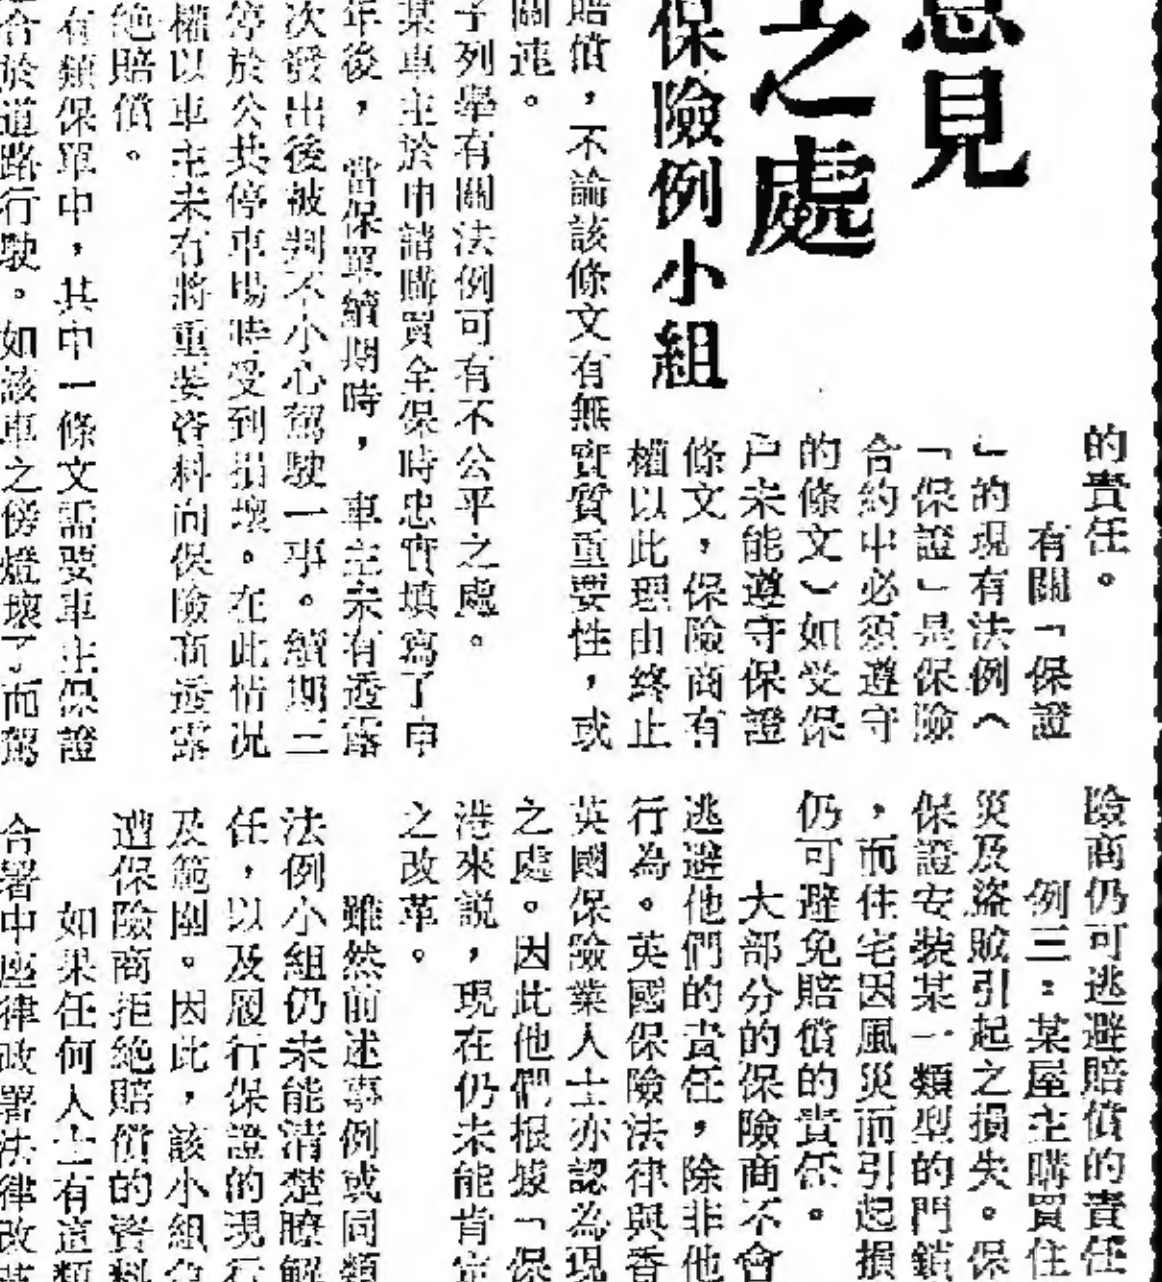 意見
之處
保險例小組
的責任。
有關「保證
」的現有法例（
「保證」是保險
合約中必須遵守
的條文）如受保
户未能遵守保證
條文，保險商有
權以此理由終止
賠償，不論該條文有無實質重要性，或
關連。
子列舉有關法例可有不公平之處。
某車主於申請購買全保時忠實填寫了申
年後，當保單續期時，車主未有透露
次發出後被判不小心駕駛一事。續期三
停於公共停車場時受到損壞。在此情况
權以車主未有將重要資料向保險商透露
絶賠償。
有類保單中，其中一條文需要車主保證
合於道路行駛。如該車之傍燈壞了而駕
險商仍可逃避賠償的責任
例三：某屋主購買住
災及盜賊引起之損失。保
保證安裝某一類型的門鎖
，而住宅因風災而引起損
仍可避免賠償的責任。
大部分的保險商不會
逃避他們的責任，除非他
行為。英國保險法律與香
英國保險業人士亦認為現
之處。因此他們根據「保
港來説，現在仍未能肯定
之改革。
雖然前述事例或同類
法例小組仍未能清楚瞭解
任，以及履行保證的現行
及範圍。因此，該小組急
遭保險商拒絶賠償的資料
如果任何人士有這類
合署中座律政署法律改革